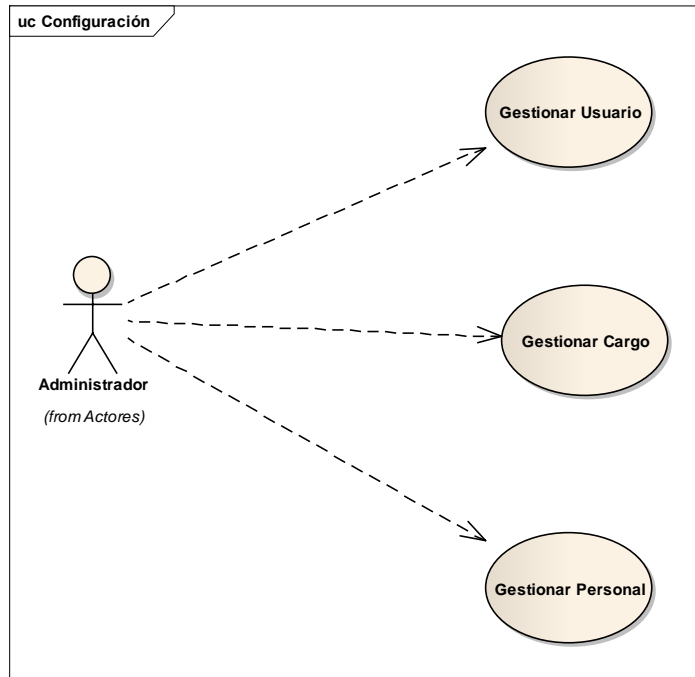 uc Configuración
Gestionar Usuario
Gestionar Cargo
Administrador
(from Actores)
Gestionar Personal